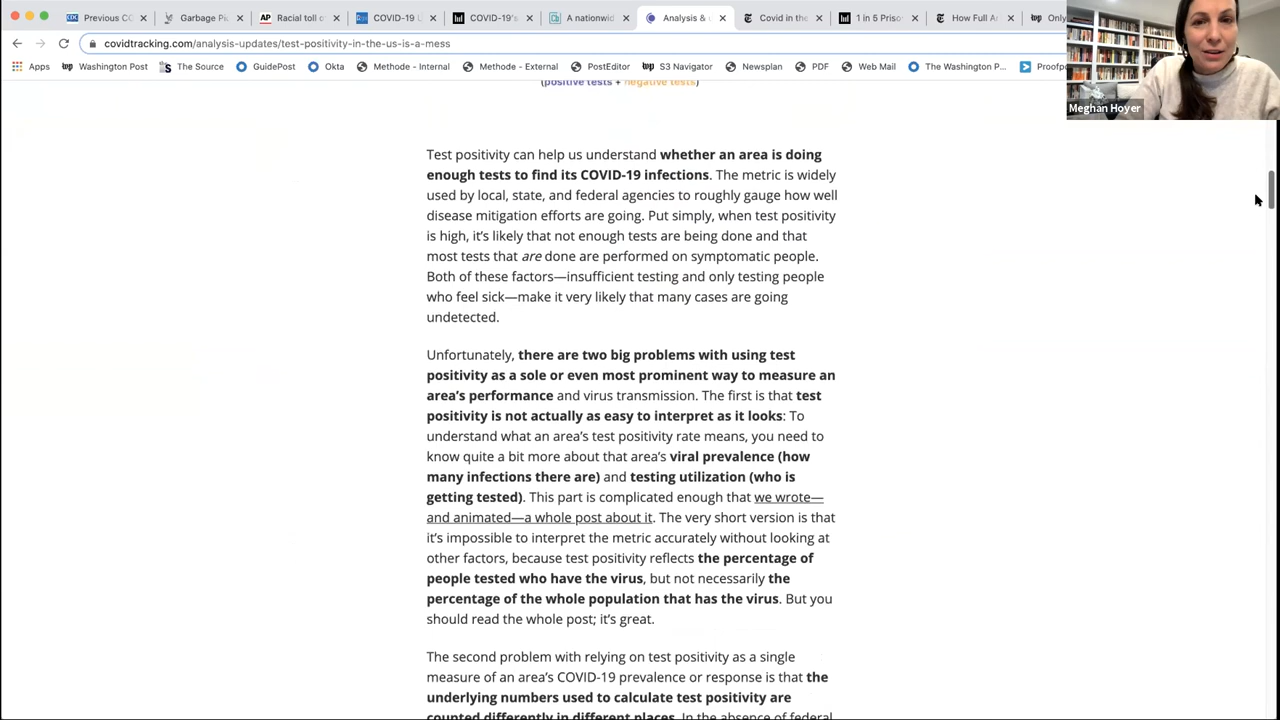 Previous CO
Garbage Pi
AP Racial toll o
COVID-19 U
COVID-19's
A nationwid
Analysis & u
Covid in the
1 in 5 Priso
How Full Ar
Only
covidtracking.com/analysis-updates/test-positivity-in-the-us-is-a-mess
Apps
Washington Post
The Source
GuidePost
Okta
Methode - Internal
Methode - External
PostEditor
S3 Navigator
Newsplan
PDF
Web Mail
The Washington P...
Proofp
Meghan Hoyer
(positive tests + negative tests)
Test positivity can help us understand whether an area is doing
enough tests to find its COVID-19 infections. The metric is widely
used by local, state, and federal agencies to roughly gauge how well
disease mitigation efforts are going. Put simply, when test positivity
is high, it's likely that not enough tests are being done and that
most tests that are done are performed on symptomatic people.
Both of these factors—insufficient testing and only testing people
who feel sick—make it very likely that many cases are going
undetected.
Unfortunately, there are two big problems with using test
positivity as a sole or even most prominent way to measure an
area's performance and virus transmission. The first is that test
positivity is not actually as easy to interpret as it looks: To
understand what an area's test positivity rate means, you need to
know quite a bit more about that area's viral prevalence (how
many infections there are) and testing utilization (who is
getting tested). This part is complicated enough that we wrote—
and animated—a whole post about it. The very short version is that
it's impossible to interpret the metric accurately without looking at
other factors, because test positivity reflects the percentage of
people tested who have the virus, but not necessarily the
percentage of the whole population that has the virus. But you
should read the whole post; it's great.
The second problem with relying on test positivity as a single
measure of an area's COVID-19 prevalence or response is that the
underlying numbers used to calculate test positivity are
counted differently in different places. In the absence of federal